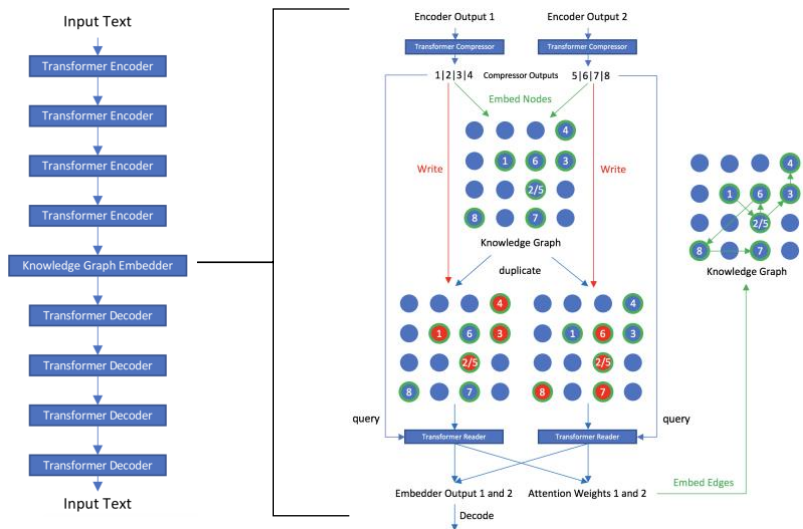 Input Text
Transformer Encoder
Transformer Encoder
Transformer Encoder
Transformer Encoder
Knowledge Graph Embedder
Transformer Decoder
Transformer Decoder
Transformer Decoder
Transformer Decoder
Input Text
Encoder Output 1
Encoder Output 2
Transformer Compressor
Transformer Compressor
1|2|3|4
Compressor Outputs
5|6|7|8
Embed Nodes
4
1 6 3
Write
Write
2/5
8 7
Knowledge Graph
duplicate
4
1 6 3
2/5
8 7
4
1 6 3
2/5
8 7
query
query
Transformer Reader
Transformer Reader
Embedder Output 1 and 2
Attention Weights 1 and 2
Decode
Embed Edges
4
1 6 3
2/5
8 7
Knowledge Graph